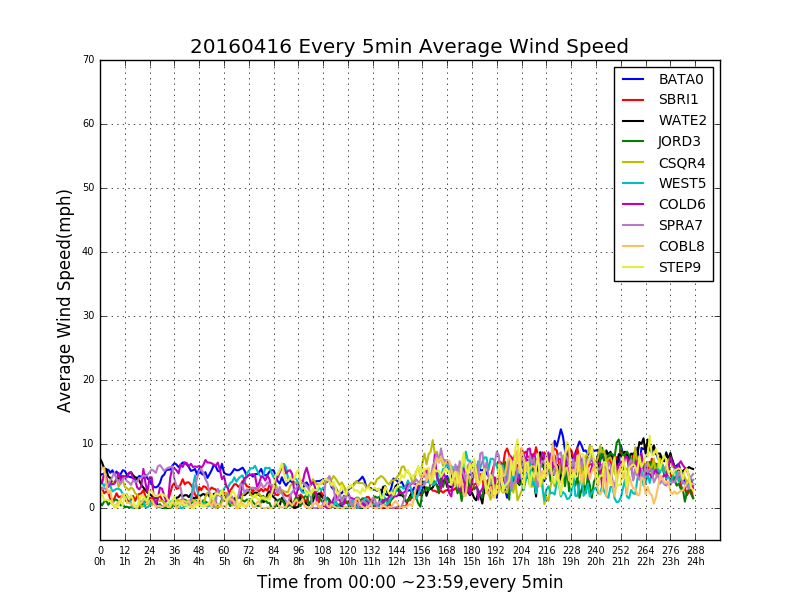 20160416 Every 5min Average Wind Speed
70
60
50
40
30
20
10
0
Average Wind Speed(mph)
BATA0
SBRI1
WATE2
JORD3
CSQR4
WEST5
COLD6
SPRA7
COBL8
STEP9
0 12 24 36 48 60 72 84 96 108 120 132 144 156 168 180 192 204 216 228 240 252 264 276 288
0h 1h 2h 3h 4h 5h 6h 7h 8h 9h 10h 11h 12h 13h 14h 15h 16h 17h 18h 19h 20h 21h 22h 23h 24h
Time from 00:00 ~23:59,every 5min